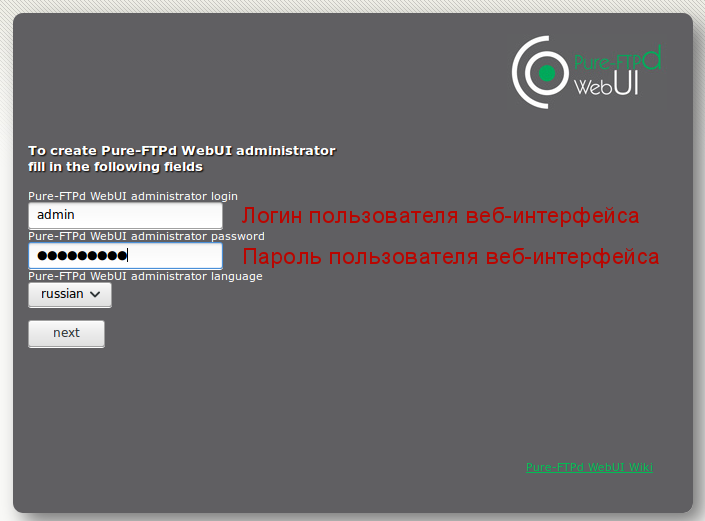 Pure-FTPd
WebUI
To create Pure-FTPd WebUI administrator
fill in the following fields
Pure-FTPd WebUI administrator login
admin
Логин пользователя веб-интерфейса
Pure-FTPd WebUI administrator password
●●●●●●●●●
Пароль пользователя веб-интерфейса
Pure-FTPd WebUI administrator language
russian
next
Pure-FTPd WebUI Wiki